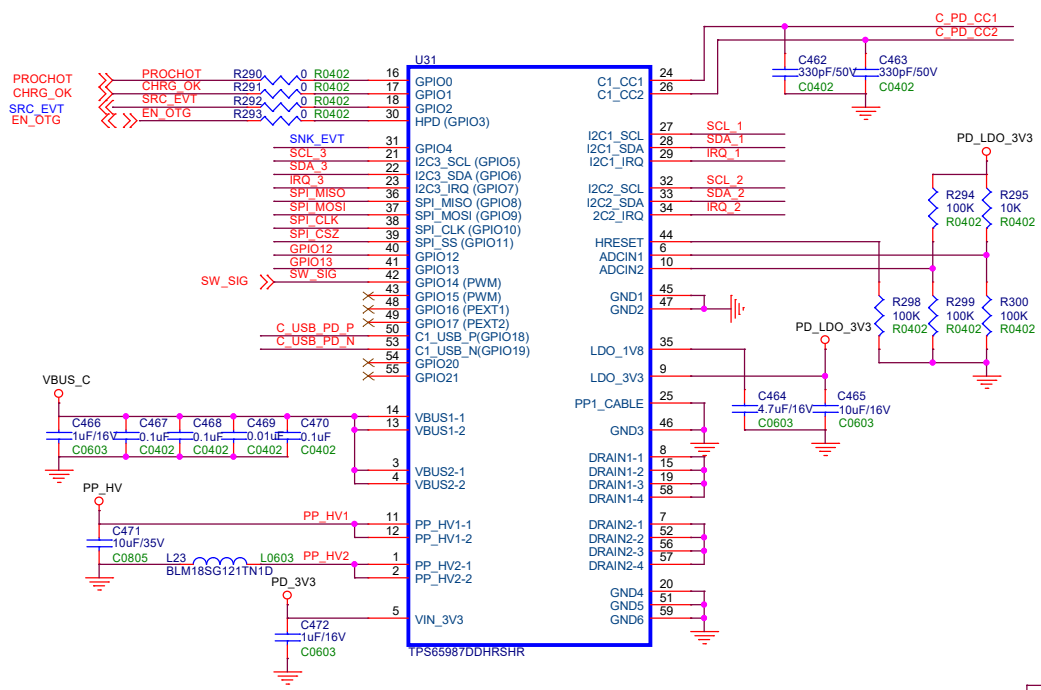 C_PD_CC1
C_PD_CC2
U31
C462 C463
330pF/50V 330pF/50V
C0402 C0402
PROCHOT PROCHOT R290 0 R0402 16 GPIO0 C1_CC1 24
CHRG_OK CHRG_OK R291 0 R0402 17 GPIO1 C1_CC2 26
SRC_EVT SRC_EVT R292 0 R0402 18 GPIO2
EN_OTG EN_OTG R293 0 R0402 30 HPD (GPIO3)
I2C1_SCL 27 SCL_1
SNK_EVT 31 GPIO4 I2C1_SDA 28 SDA_1
SCL_3 21 I2C3_SCL (GPIO5) I2C1_IRQ 29 IRQ_1
SDA_3 22 I2C3_SDA (GPIO6)
IRQ_3 23 I2C3_IRQ (GPIO7) I2C2_SCL 32 SCL_2
SPI_MISO 36 SPI_MISO (GPIO8) I2C2_SDA 33 SDA_2
SPI_MOSI 37 SPI_MOSI (GPIO9) 2C2_IRQ 34 IRQ_2
SPI_CLK 38 SPI_CLK (GPIO10)
SPI_CSZ 39 SPI_SS (GPIO11) HRESET 44
GPIO12 40 GPIO12 ADCIN1 6
GPIO13 41 GPIO13 ADCIN2 10
SW_SIG SW_SIG 42 GPIO14 (PWM)
43 GPIO15 (PWM) GND1 45
48 GPIO16 (PEXT1) GND2 47
49 GPIO17 (PEXT2)
C_USB_PD_P 50 C1_USB_P(GPIO18)
C_USB_PD_N 53 C1_USB_N(GPIO19) LDO_1V8 35
54 GPIO20
55 GPIO21 LDO_3V3 9
PD_LDO_3V3
R294 R295
100K 10K
R0402 R0402
R298 R299 R300
100K 100K 100K
R0402 R0402 R0402
PD_LDO_3V3
C464 C465
4.7uF/16V 10uF/16V
C0603 C0603
VBUS_C
C466 C467 C468 C469 C470
1uF/16V 0.1uF 0.1uF 0.01uF 0.1uF
C0603 C0402 C0402 C0402 C0402
14 VBUS1-1 PP1_CABLE 25
13 VBUS1-2 GND3 46
3 VBUS2-1 DRAIN1-1 8
4 VBUS2-2 DRAIN1-2 15
DRAIN1-3 19
DRAIN1-4 58
PP_HV
PP_HV1 11 PP_HV1-1 DRAIN2-1 7
12 PP_HV1-2 DRAIN2-2 52
C471
10uF/35V
C0805 L23 L0603 PP_HV2 1 PP_HV2-1 DRAIN2-3 56
BLM18SG121TN1D 2 PP_HV2-2 DRAIN2-4 57
PD_3V3
GND4 20
5 VIN_3V3 GND5 51
GND6 59
C472
1uF/16V
C0603
TPS65987DDHRSHR